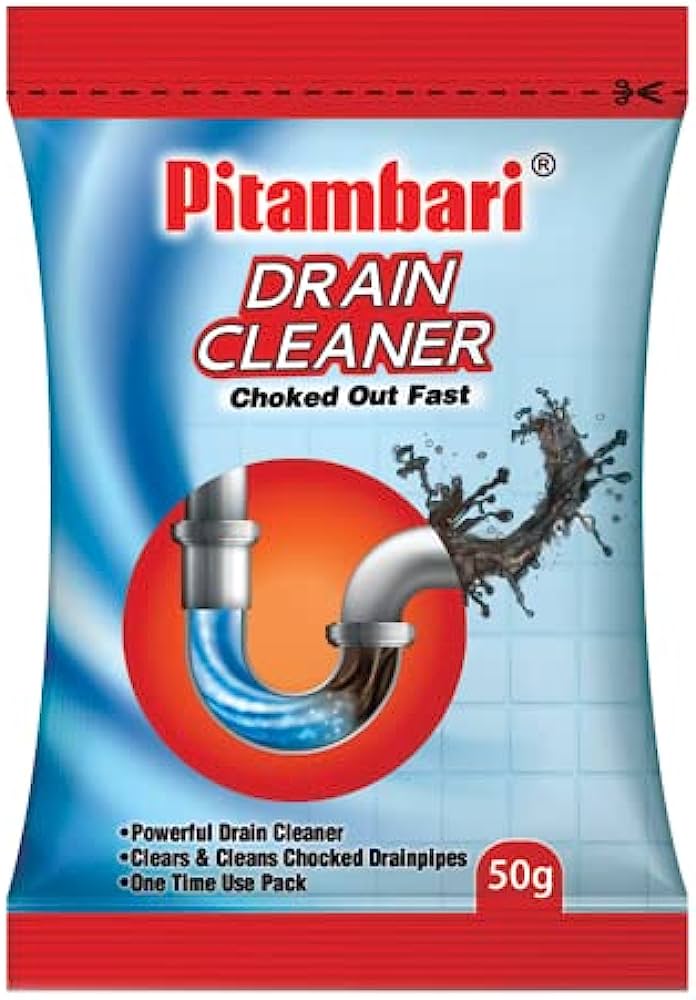 Pitambari®
DRAIN
CLEANER
Choked Out Fast
•Powerful Drain Cleaner
•Clears & Cleans Chocked Drainpipes
•One Time Use Pack
50g